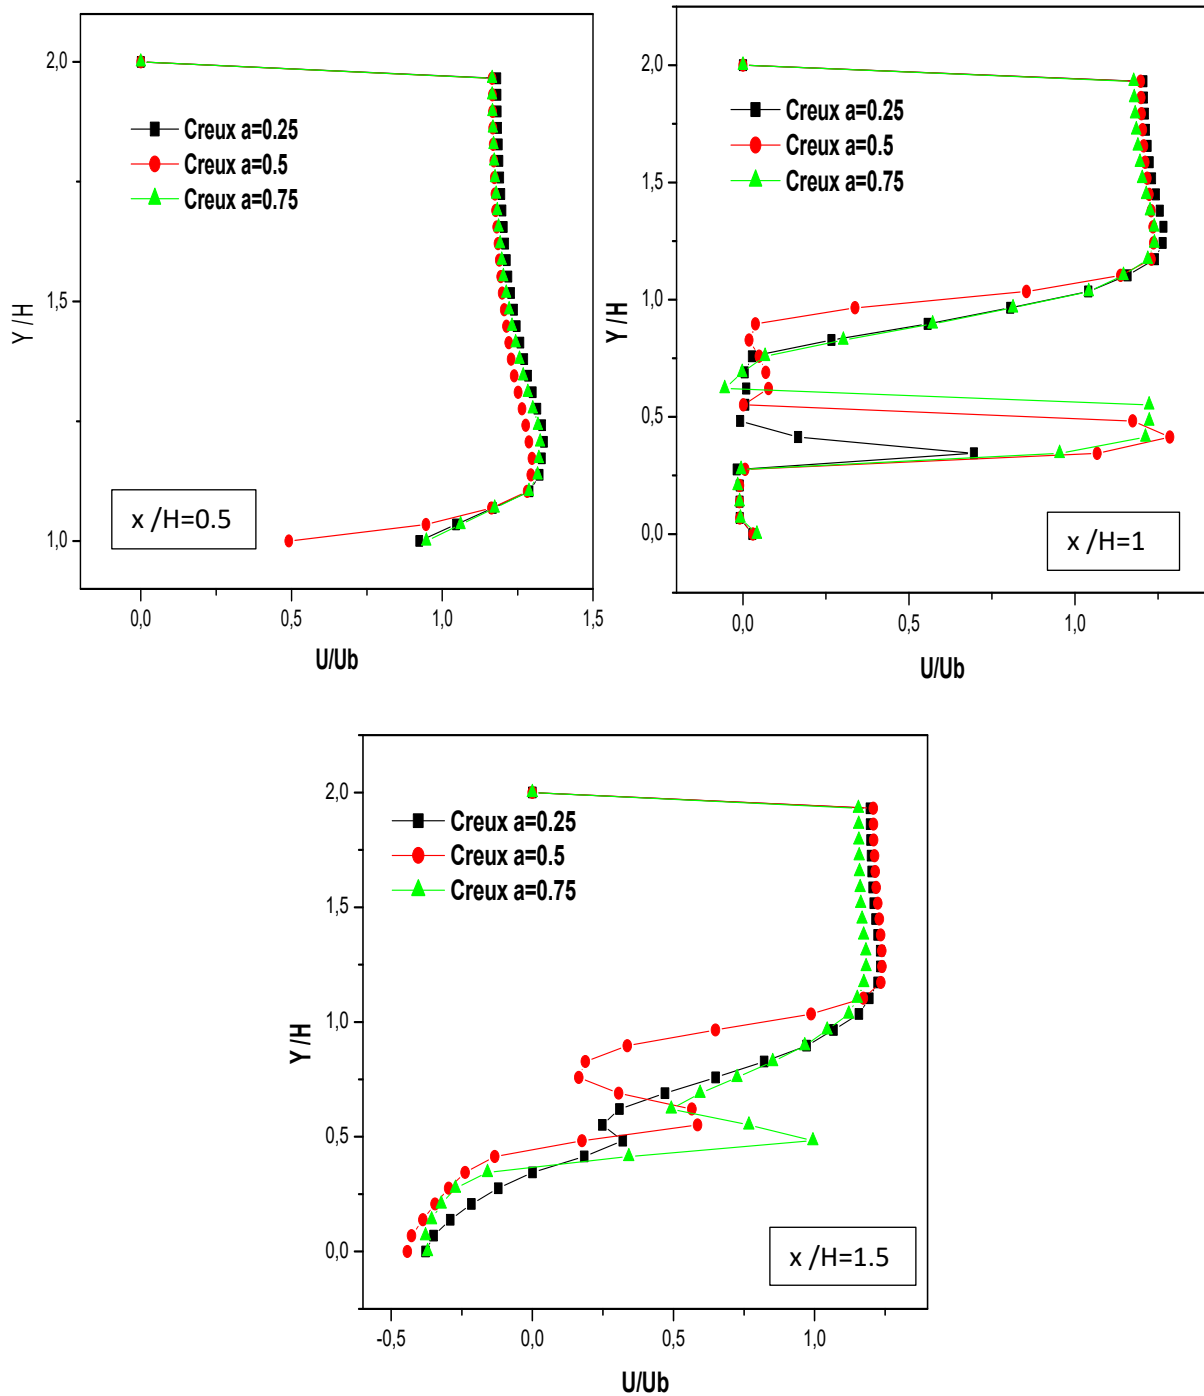 2,0
1,5
1,0
Y /H
Creux a=0.25
Creux a=0.5
Creux a=0.75
x /H=0.5
0,0
0,5
1,0
1,5
U/Ub
2,0
1,5
1,0
0,5
0,0
Y /H
Creux a=0.25
Creux a=0.5
Creux a=0.75
x /H=1
0,0
0,5
1,0
U/Ub
2,0
1,5
1,0
0,5
0,0
Y /H
Creux a=0.25
Creux a=0.5
Creux a=0.75
x /H=1.5
-0,5
0,0
0,5
1,0
U/Ub